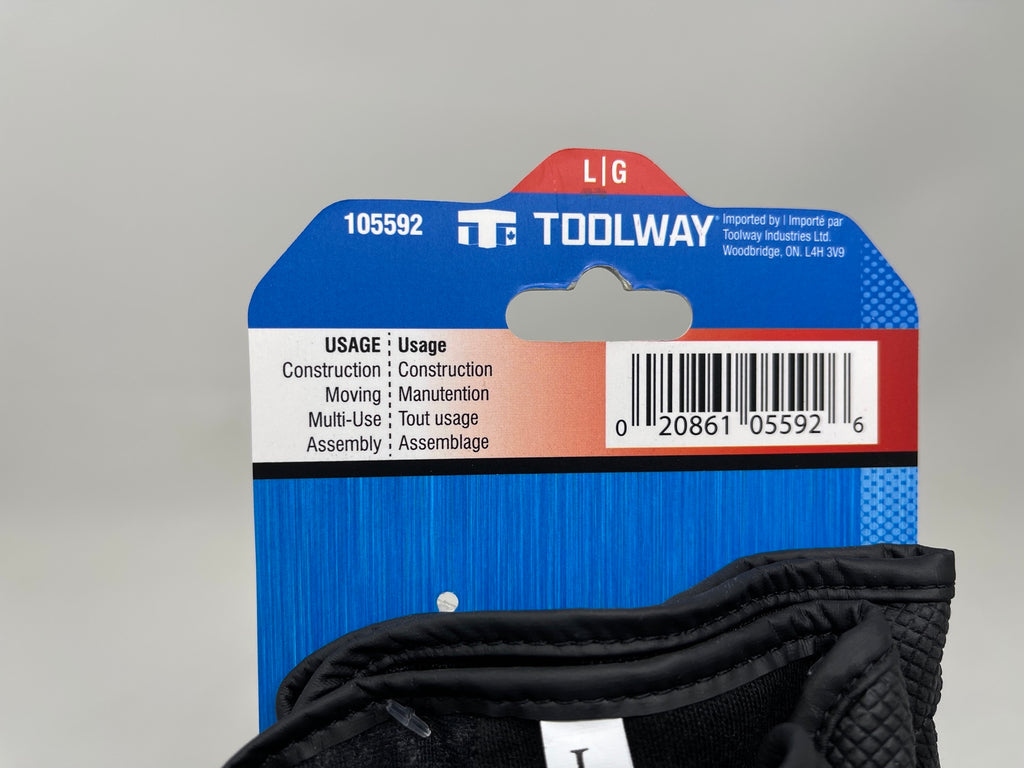 L|G
105592
TOOLWAY®
Imported by | Importé par
Toolway Industries Ltd.
Woodbridge, ON. L4H 3V9
USAGE
Construction
Moving
Multi-Use
Assembly
Usage
Construction
Manutention
Tout usage
Assemblage
0 20861 05592 6
L